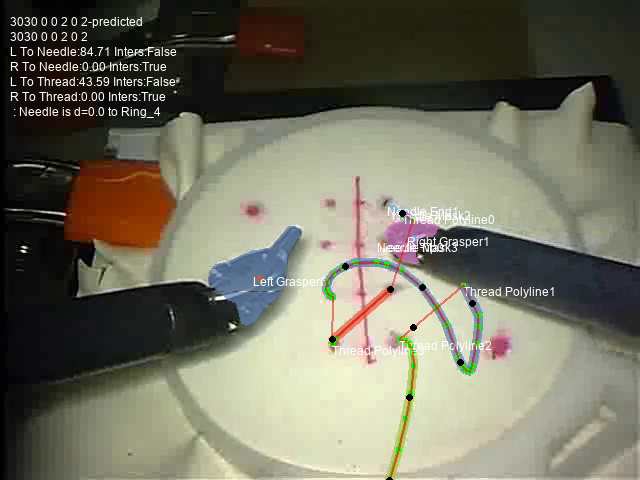 3030 0 0 2 0 2-predicted
3030 0 0 2 0 2
L To Needle:84.71 Inters:False
R To Needle:0.00 Inters:True
L To Thread:43.59 Inters:False
R To Thread:0.00 Inters:True
: Needle is d=0.0 to Ring_4
Needle End1
Thread Polyline0
Right Grasper1
Left Grasper
Thread Polyline1
Thread Polyline2